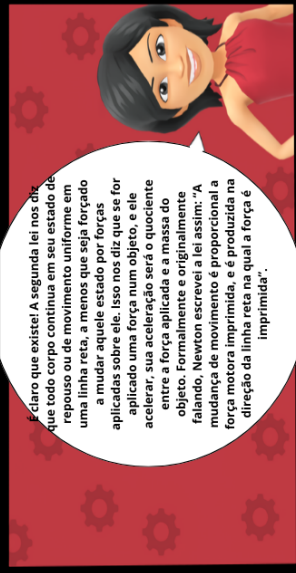 É claro que existe! A segunda lei nos diz
que todo corpo continua em seu estado de
repouso ou de movimento uniforme em
uma linha reta, a menos que seja forçado
a mudar aquele estado por forças
aplicadas sobre ele. Isso nos diz que se for
aplicado uma força num objeto, e ele
acelerar, sua aceleração será o quociente
entre a força aplicada e a massa do
objeto. Formalmente e originalmente
falando, Newton escrevei a lei assim: “A
mudança de movimento é proporcional a
força motora imprimida, e é produzida na
direção da linha reta na qual a força é
imprimida”.